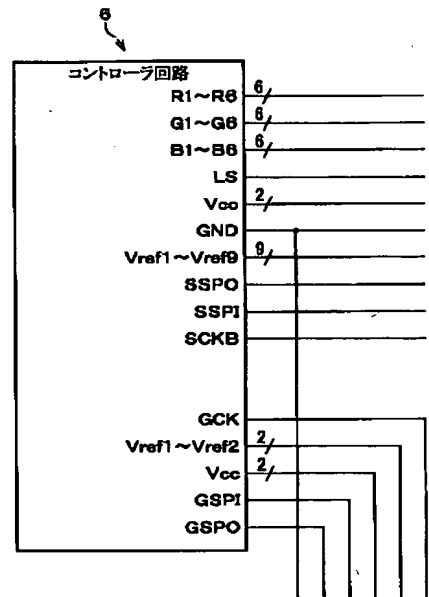 6
コントローラ回路
R1～R6 6
G1～G6 6
B1～B6 6
LS
Vcc 2
GND
Vref1～Vref9 9
SSPO
SSPI
SCKB
GCK
Vref1～Vref2 2
Vcc 2
GSPI
GSPO